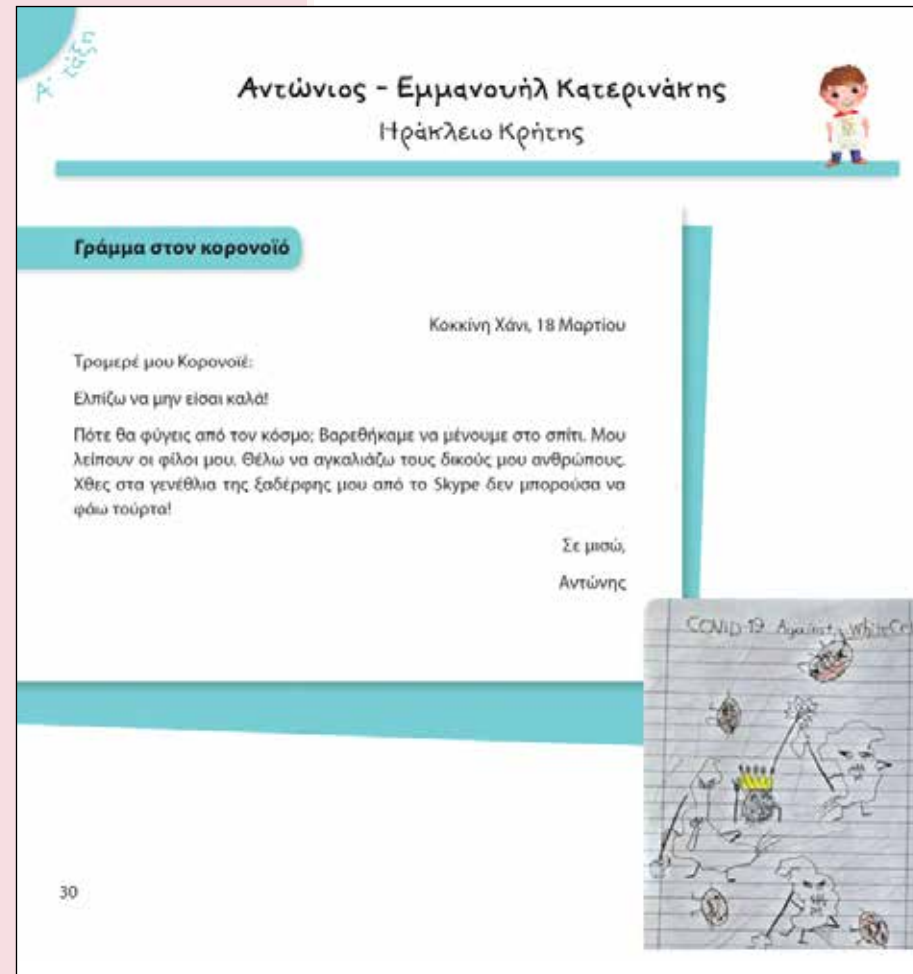 Α' τάξη
Αντώνιος - Εμμανουήλ Κατερινάκης
Ηράκλειο Κρήτης
Γράμμα στον κορονοϊό
Κοκκίνη Χάνι, 18 Μαρτίου
Τρομερέ μου Κορονοϊέ:
Ελπίζω να μην είσαι καλά!
Πότε θα φύγεις από τον κόσμο; Βαρεθήκαμε να μένουμε στο σπίτι. Μου
λείπουν οι φίλοι μου. Θέλω να αγκαλιάζω τους δικούς μου ανθρώπους.
Χθες στα γενέθλια της ξαδέρφης μου από το Skype δεν μπορούσα να
φάω τούρτα!
Σε μισώ,
Αντώνης
COVID-19 Against White Cel
30